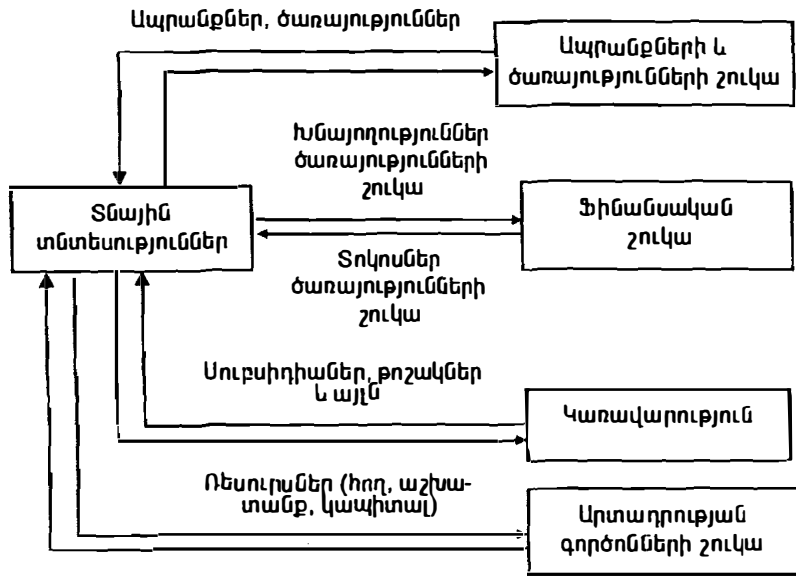 Ապրանքներ, ծառայություններ
Ապրանքների և
ծառայությունների շուկա
Խնայողություններ
ծառայությունների
շուկա
Տնային
տնտեսություններ
Ֆինանսական
շուկա
Տոկոսներ
ծառայությունների
շուկա
Սուբսիդիաներ, թոշակներ
և այլն
Կառավարություն
Ռեսուրսներ (հող, աշխա-
տանք, կապիտալ)
Արտադրության
գործոնների շուկա